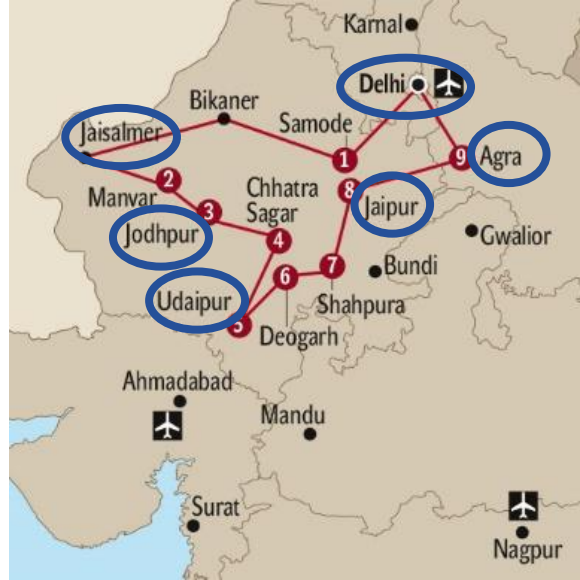 Karnal
Delhi
Bikaner
Jaisalmer
Samode
1
9
Agra
2
Manvar
Chhatra
Sagar
8
Jaipur
3
Jodhpur
4
Gwalior
Udaipur
6
7
Bundi
5
Deogarh
Shahpura
Ahmadabad
Mandu
Surat
Nagpur